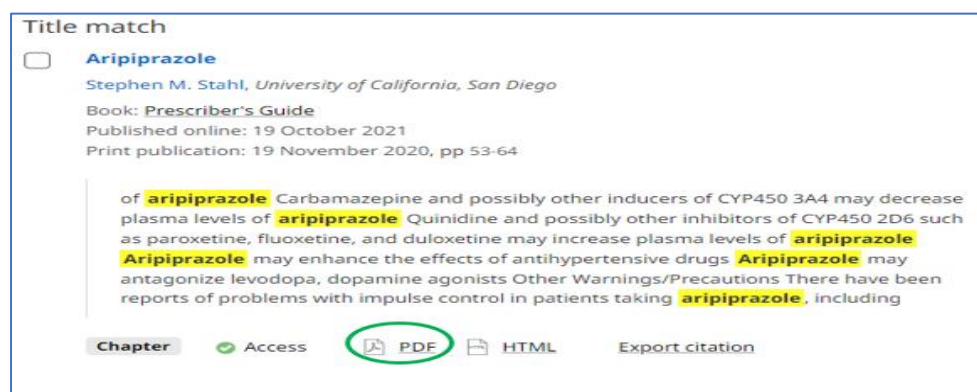 Title match
Aripiprazole
Stephen M. Stahl, University of California, San Diego
Book: Prescriber's Guide
Published online: 19 October 2021
Print publication: 19 November 2020, pp 53-64
of aripiprazole Carbamazepine and possibly other inducers of CYP450 3A4 may decrease
plasma levels of aripiprazole Quinidine and possibly other inhibitors of CYP450 2D6 such
as paroxetine, fluoxetine, and duloxetine may increase plasma levels of aripiprazole
Aripiprazole may enhance the effects of antihypertensive drugs Aripiprazole may
antagonize levodopa, dopamine agonists Other Warnings/Precautions There have been
reports of problems with impulse control in patients taking aripiprazole, including
Chapter Access PDF HTML Export citation